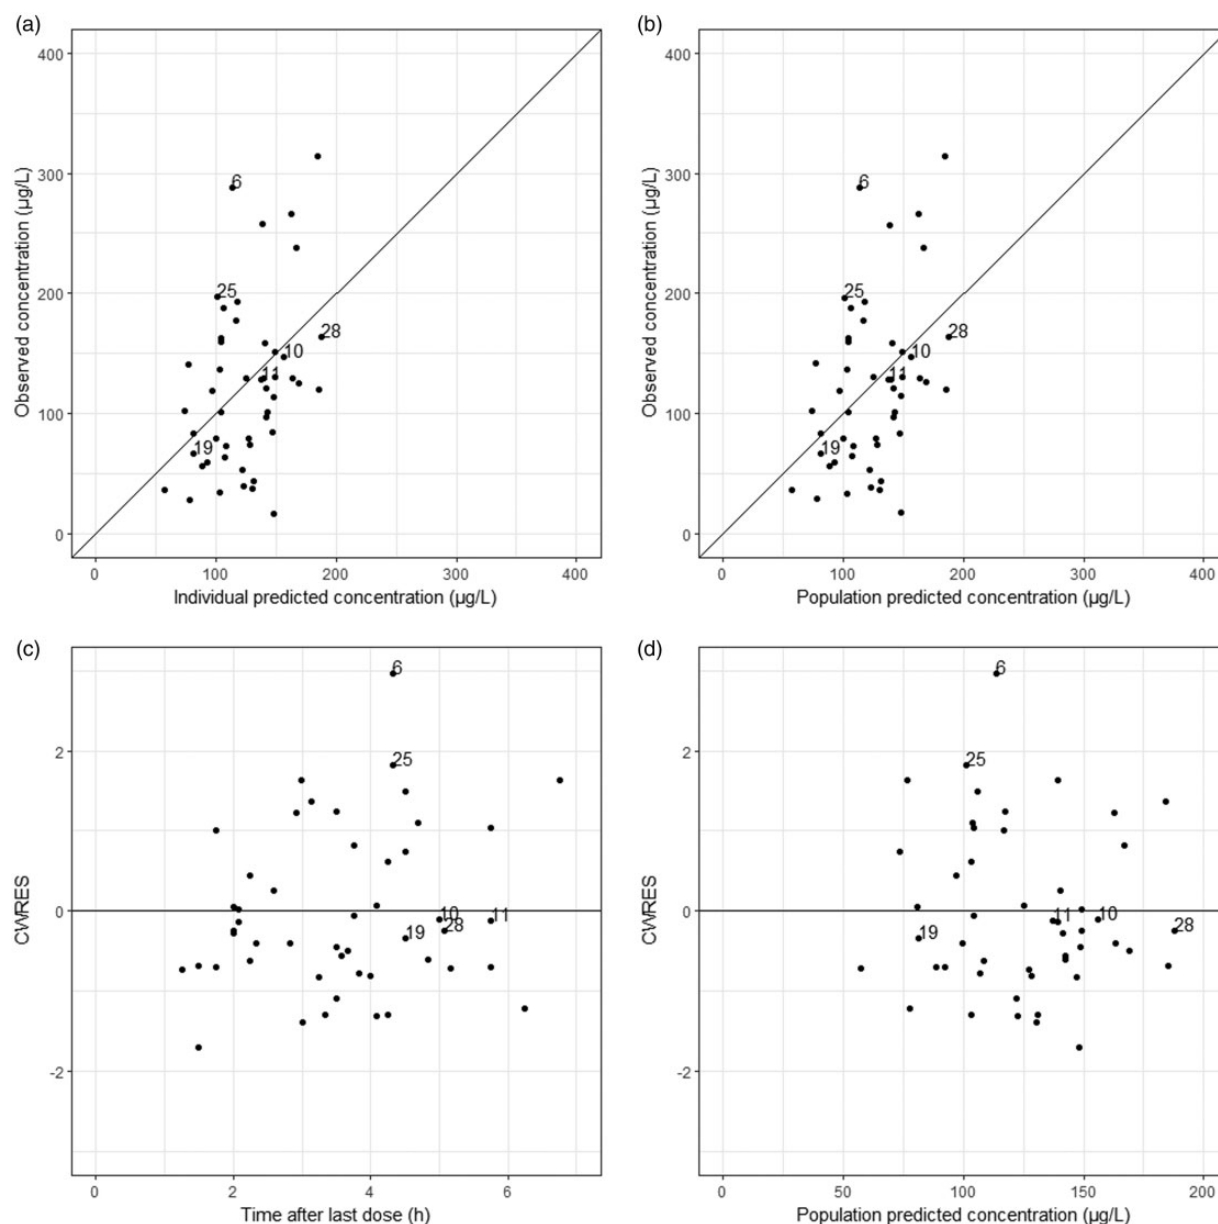 (a)
400
300
200
100
0
Observed concentration (µg/L)
6
25
28
10
11
19
0 100 200 300 400
Individual predicted concentration (µg/L)
(b)
400
300
200
100
0
Observed concentration (µg/L)
6
25
28
10
11
19
0 100 200 300 400
Population predicted concentration (µg/L)
(c)
2
0
-2
CWRES
6
25
10
11
28
19
0 2 4 6
Time after last dose (h)
(d)
2
0
-2
CWRES
6
25
11
10
28
19
0 50 100 150 200
Population predicted concentration (µg/L)